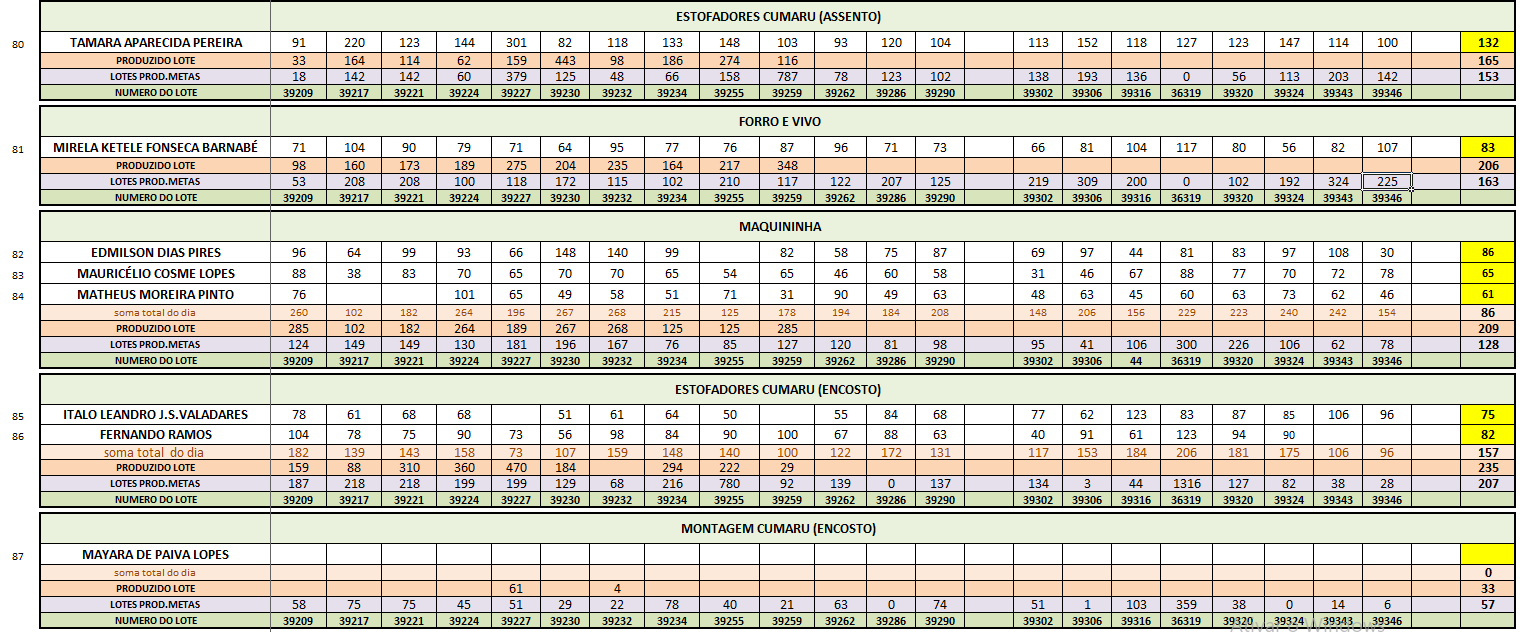 ESTOFADORES CUMARU (ASSENTO)
80 TAMARA APARECIDA PEREIRA 91 220 123 144 301 82 118 133 148 103 93 120 104 113 152 118 127 123 147 114 100 132
PRODUZIDO LOTE 33 164 114 62 159 443 98 186 274 116 165
LOTES PROD.METAS 18 142 142 60 379 125 48 66 158 787 78 123 102 138 193 136 0 56 113 203 142 153
NUMERO DO LOTE 39209 39217 39221 39224 39227 39230 39232 39234 39255 39259 39262 39286 39290 39302 39306 39316 36319 39320 39324 39343 39346
FORRO E VIVO
81 MIRELA KETELE FONSECA BARNABÉ 71 104 90 79 71 64 95 77 76 87 96 71 73 66 81 104 117 80 56 82 107 83
PRODUZIDO LOTE 98 160 173 189 275 204 235 164 217 348 206
LOTES PROD.METAS 53 208 208 100 118 172 115 102 210 117 122 207 125 219 309 200 0 102 192 324 225 163
NUMERO DO LOTE 39209 39217 39221 39224 39227 39230 39232 39234 39255 39259 39262 39286 39290 39302 39306 39316 36319 39320 39324 39343 39346
MAQUININHA
82 EDMILSON DIAS PIRES 96 64 99 93 66 148 140 99 82 58 75 87 69 97 44 81 83 97 108 30 86
83 MAURICÉLIO COSME LOPES 88 38 83 70 65 70 70 65 54 65 46 60 58 31 46 67 88 77 70 72 78 65
84 MATHEUS MOREIRA PINTO 76 101 65 49 58 51 71 31 90 49 63 48 63 45 60 63 73 62 46 61
soma total do dia 260 102 182 264 196 267 268 215 125 178 194 184 208 148 206 156 229 223 240 242 154 86
PRODUZIDO LOTE 285 102 182 264 189 267 268 125 125 285 209
LOTES PROD.METAS 124 149 149 130 181 196 167 76 85 127 120 81 98 95 41 106 300 226 106 62 78 128
NUMERO DO LOTE 39209 39217 39221 39224 39227 39230 39232 39234 39255 39259 39262 39286 39290 39302 39306 44 36319 39320 39324 39343 39346
ESTOFADORES CUMARU (ENCOSTO)
85 ITALO LEANDRO J.S.VALADARES 78 61 68 68 51 61 64 50 55 84 68 77 62 123 83 87 85 106 96 75
86 FERNANDO RAMOS 104 78 75 90 73 56 98 84 90 100 67 88 63 40 91 61 123 94 90 82
soma total do dia 182 139 143 158 73 107 159 148 140 100 122 172 131 117 153 184 206 181 175 106 96 157
PRODUZIDO LOTE 159 88 310 360 470 184 294 222 29 235
LOTES PROD.METAS 187 218 218 199 199 129 68 216 780 92 139 0 137 134 3 44 1316 127 82 38 28 207
NUMERO DO LOTE 39209 39217 39221 39224 39227 39230 39232 39234 39255 39259 39262 39286 39290 39302 39306 39316 36319 39320 39324 39343 39346
MONTAGEM CUMARU (ENCOSTO)
87 MAYARA DE PAIVA LOPES
soma total do dia 0
PRODUZIDO LOTE 61 4 33
LOTES PROD.METAS 58 75 75 45 51 29 22 78 40 21 63 0 74 51 1 103 359 38 0 14 6 57
NUMERO DO LOTE 39209 39217 39221 39224 39227 39230 39232 39234 39255 39259 39262 39286 39290 39302 39306 39316 36319 39320 39324 39343 39346
Ativar o Windows